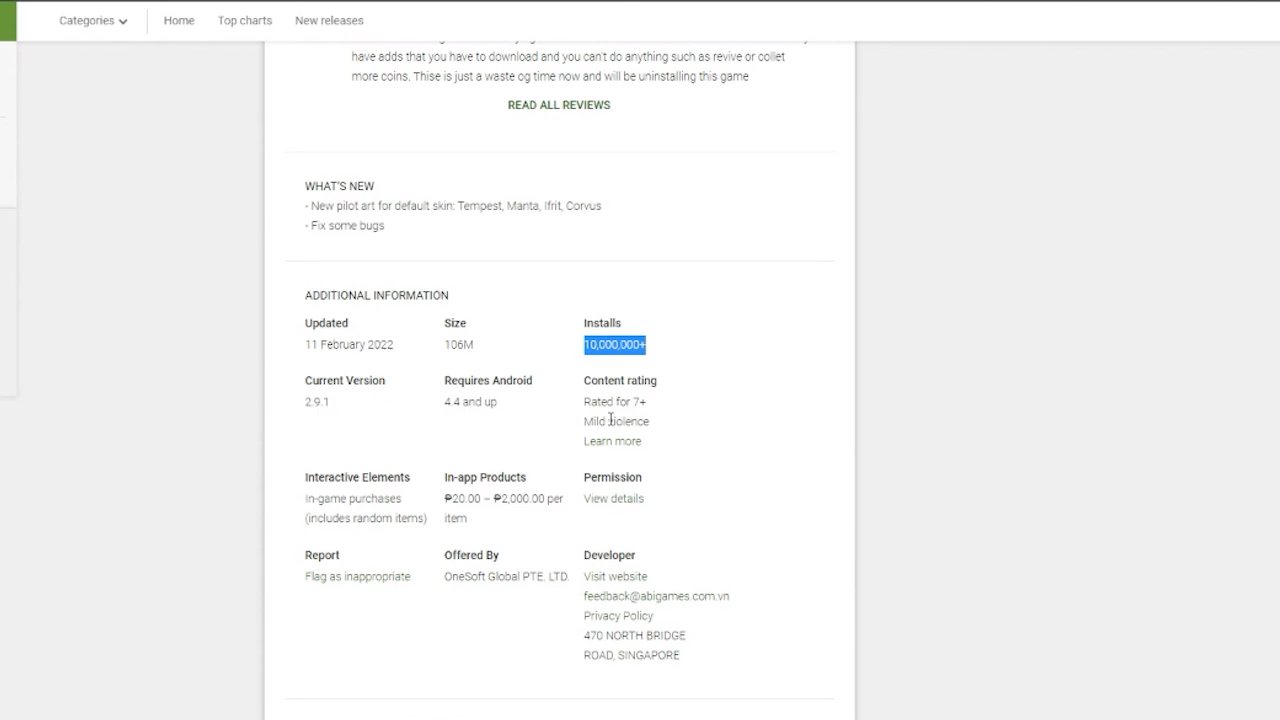 Categories
Home
Top charts
New releases
have adds that you have to download and you can't do anything such as revive or collet
more coins. Thise is just a waste og time now and will be uninstalling this game
READ ALL REVIEWS
WHAT'S NEW
- New pilot art for default skin: Tempest, Manta, Ifrit, Corvus
- Fix some bugs
ADDITIONAL INFORMATION
Updated
11 February 2022
Size
106M
Installs
10,000,000+
Current Version
2.9.1
Requires Android
4.4 and up
Content rating
Rated for 7+
Mild violence
Learn more
Interactive Elements
In-game purchases
(includes random items)
In-app Products
₱20.00 – ₱2,000.00 per
item
Permission
View details
Report
Flag as inappropriate
Offered By
OneSoft Global PTE. LTD.
Developer
Visit website
feedback@abigames.com.vn
Privacy Policy
470 NORTH BRIDGE
ROAD, SINGAPORE